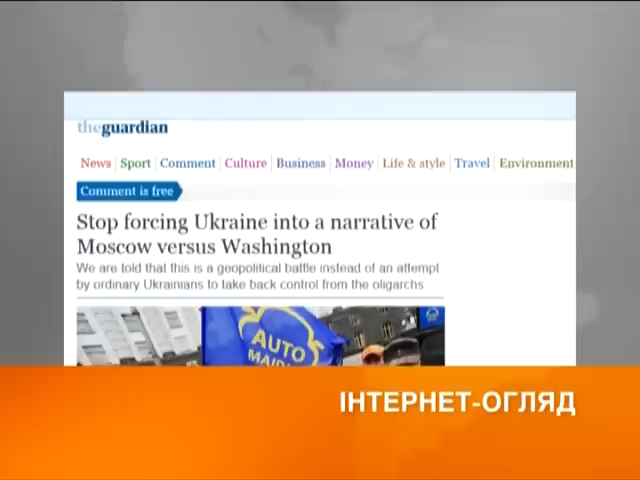 theguardian
News Sport Comment Culture Business Money Life & style Travel Environment
Comment is free
Stop forcing Ukraine into a narrative of
Moscow versus Washington
We are told that this is a geopolitical battle instead of an attempt
by ordinary Ukrainians to take back control from the oligarchs
AUTO
ІНТЕРНЕТ-ОГЛЯД